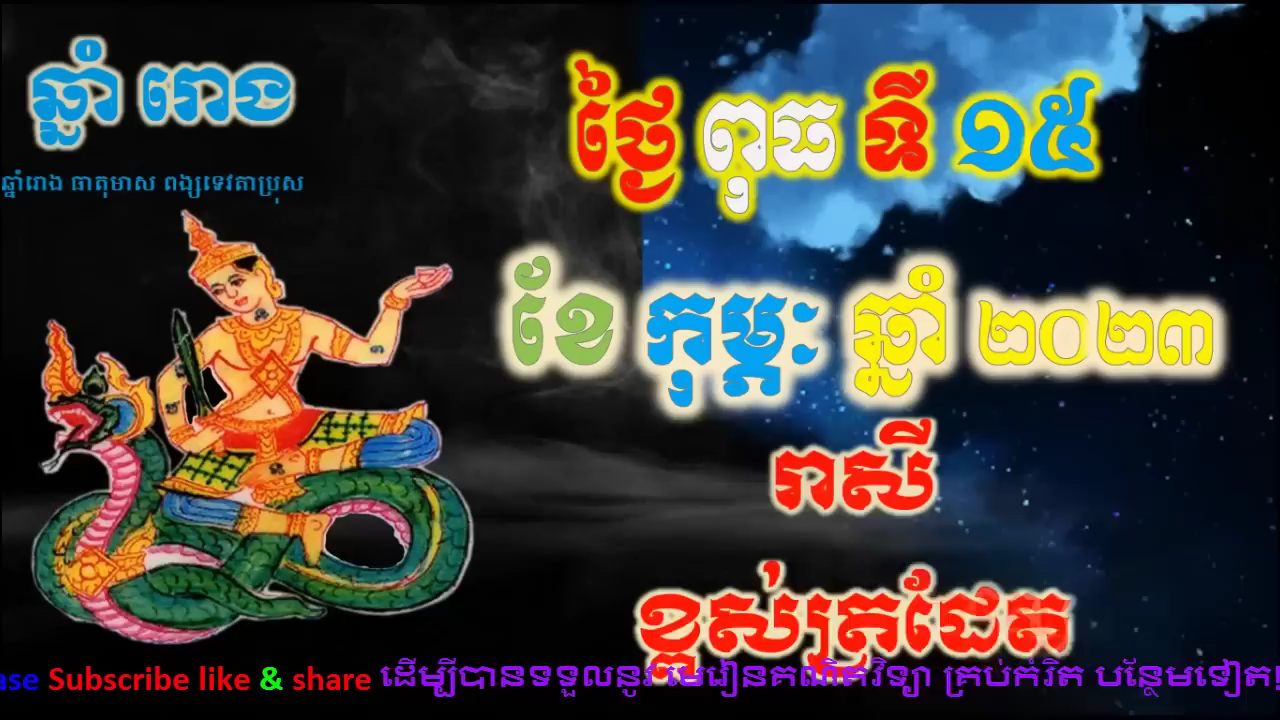 ឆ្នាំ រោង
ឆ្នាំរោង ធាតុមាស ពង្សទេវតាប្រុស
ថ្ងៃ ពុធ ទី ១៥
ខែ កុម្ភៈ ឆ្នាំ ២០២៣
រាសី
ខ្ពស់ត្រដែត
ase Subscribe like & share ដើម្បីបានទទួលនូវ មេរៀនគណិតវិទ្យា គ្រប់កំរិត បន្ថែមទៀត!